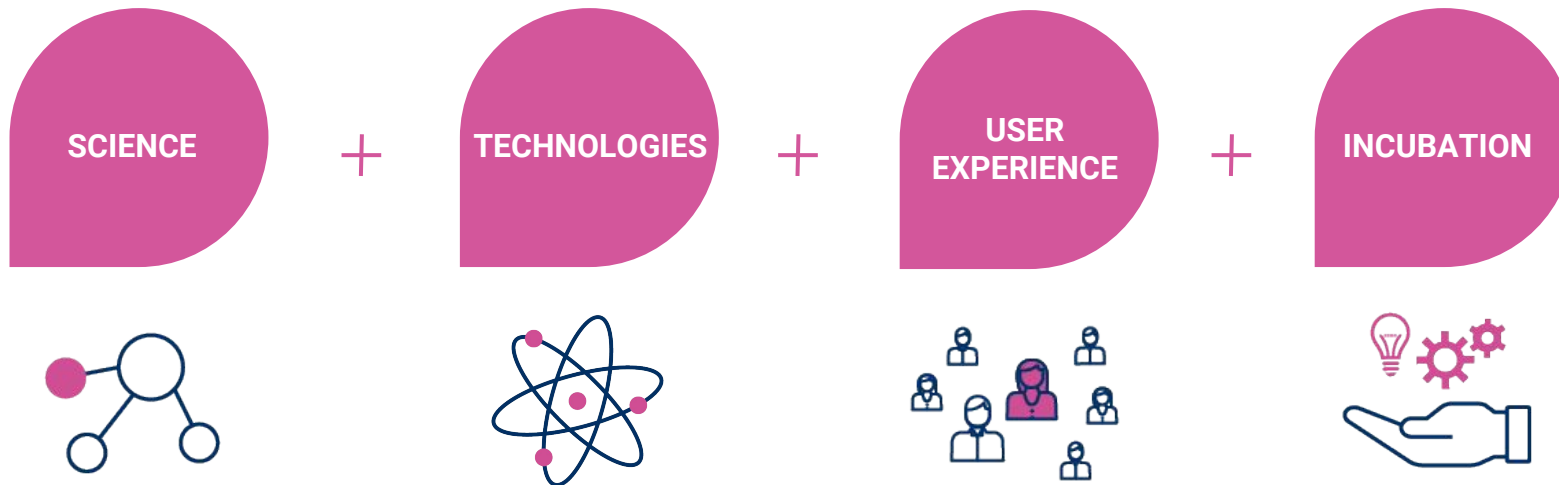 SCIENCE
+
TECHNOLOGIES
+
USER
EXPERIENCE
+
INCUBATION